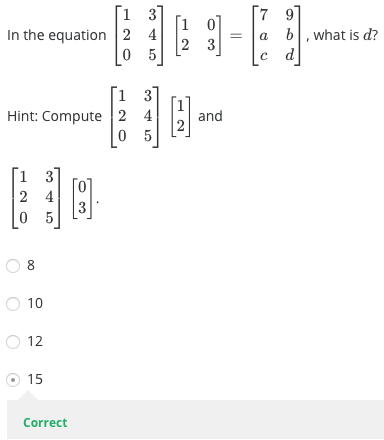 In the equation $\begin{bmatrix} 1 & 3 \\ 2 & 4 \\ 0 & 5 \end{bmatrix} \begin{bmatrix} 1 & 0 \\ 2 & 3 \end{bmatrix} = \begin{bmatrix} 7 & 9 \\ a & b \\ c & d \end{bmatrix}$, what is $d$?
Hint: Compute $\begin{bmatrix} 1 & 3 \\ 2 & 4 \\ 0 & 5 \end{bmatrix} \begin{bmatrix} 1 \\ 2 \end{bmatrix}$ and
$\begin{bmatrix} 1 & 3 \\ 2 & 4 \\ 0 & 5 \end{bmatrix} \begin{bmatrix} 0 \\ 3 \end{bmatrix}$.
8
10
12
15
Correct